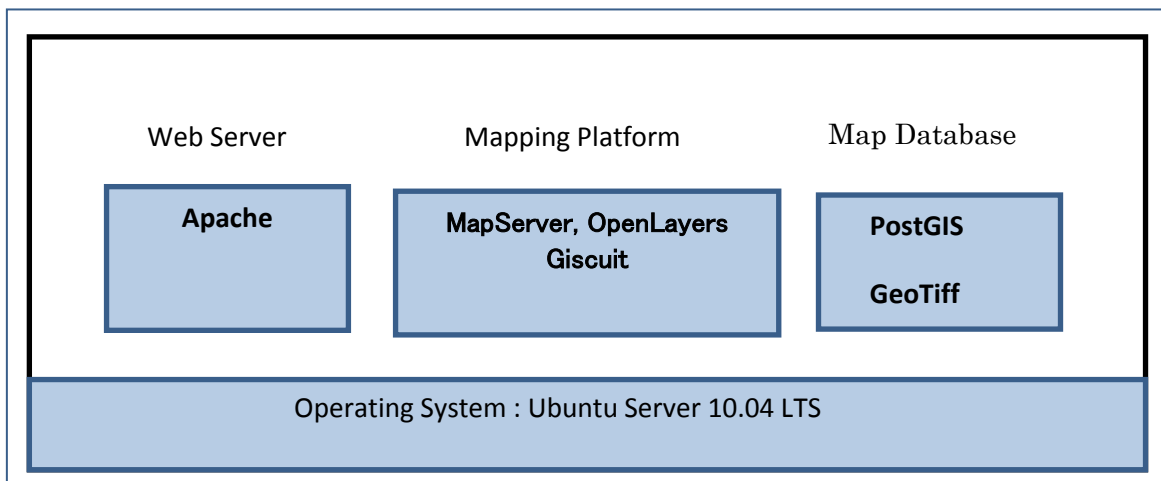 Web Server
Mapping Platform
Map Database
Apache
MapServer, OpenLayers
Giscuit
PostGIS
GeoTiff
Operating System : Ubuntu Server 10.04 LTS